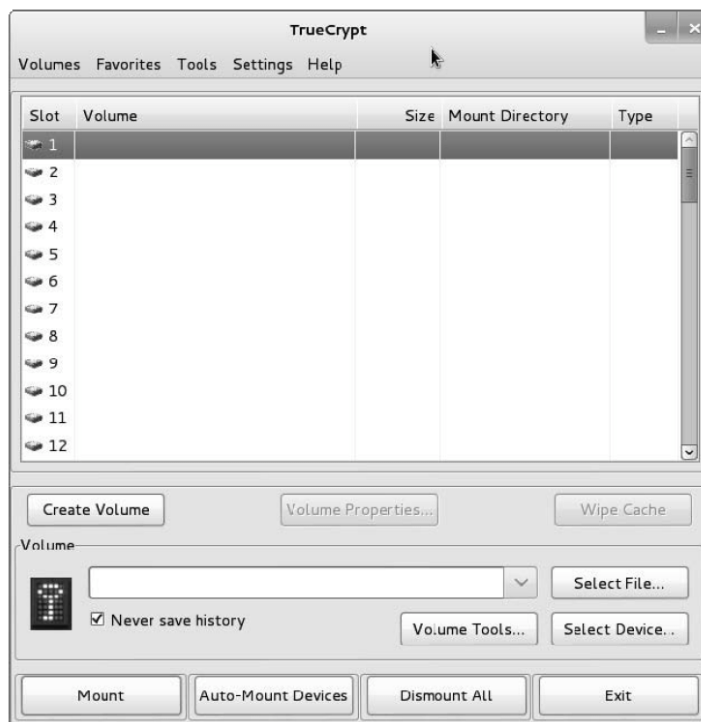 TrueCrypt
Volumes Favorites Tools Settings Help
Slot Volume Size Mount Directory Type
1
2
3
4
5
6
7
8
9
10
11
12
Create Volume Volume Properties... Wipe Cache
Volume
Select File...
Never save history
Volume Tools... Select Device...
Mount Auto-Mount Devices Dismount All Exit